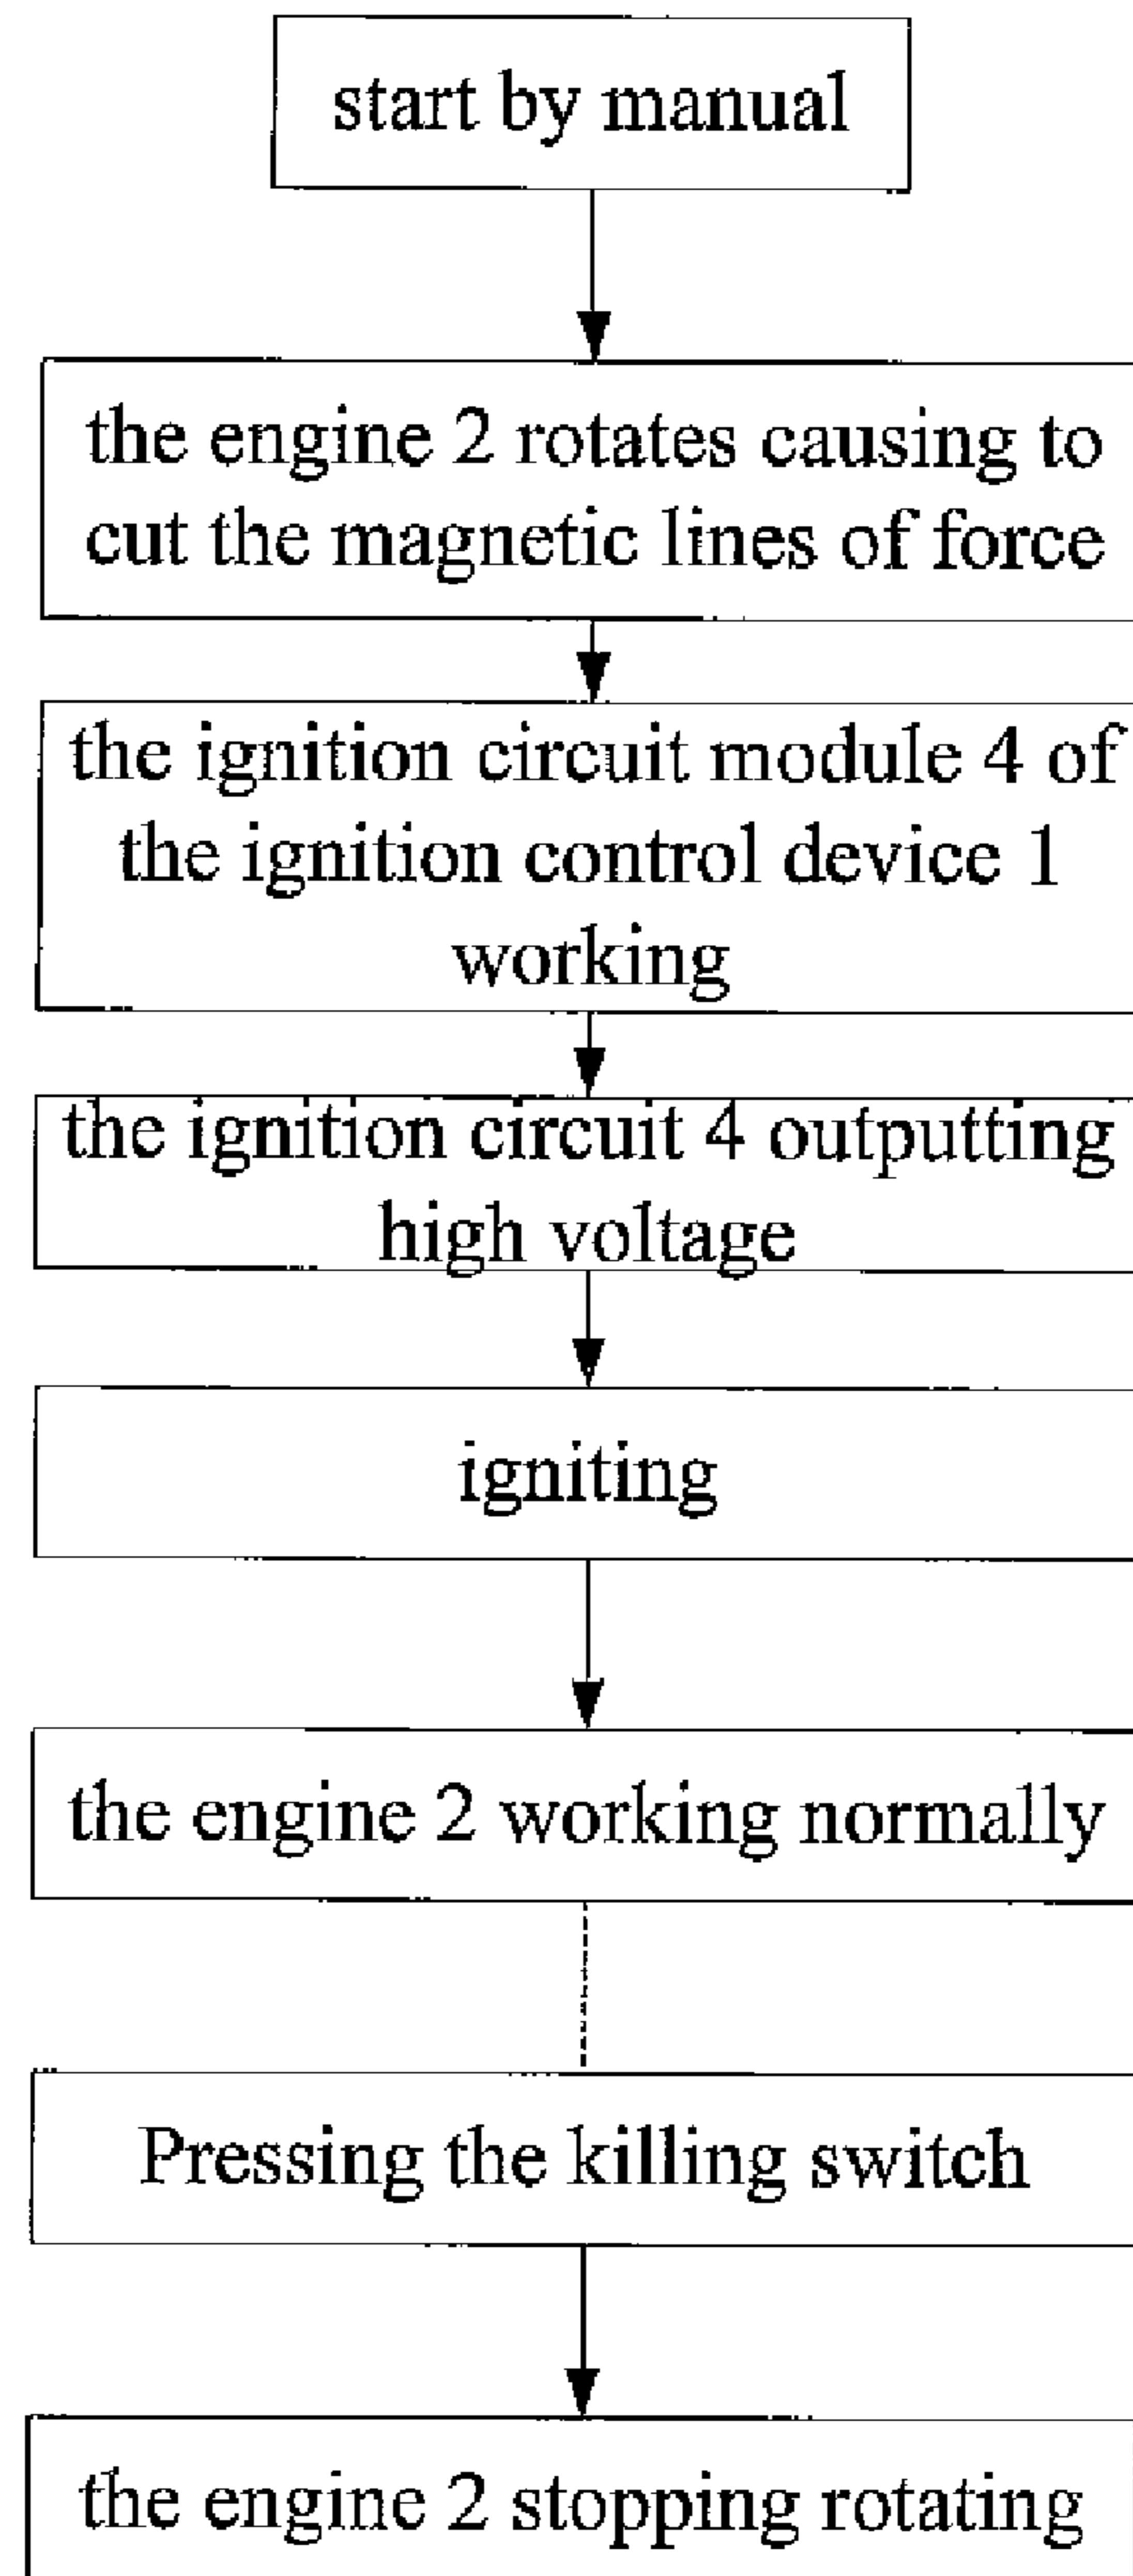 start by manual
the engine 2 rotates causing to
cut the magnetic lines of force
the ignition circuit module 4 of
the ignition control device 1
working
the ignition circuit 4 outputting
high voltage
igniting
the engine 2 working normally
Pressing the killing switch
the engine 2 stopping rotating